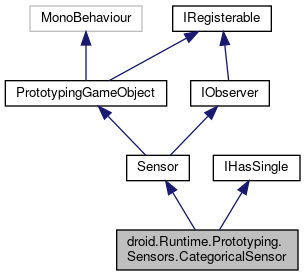 MonoBehaviour
IRegisterable
PrototypingGameObject
IObserver
Sensor
IHasSingle
droid.Runtime.Prototyping.
Sensors.CategoricalSensor